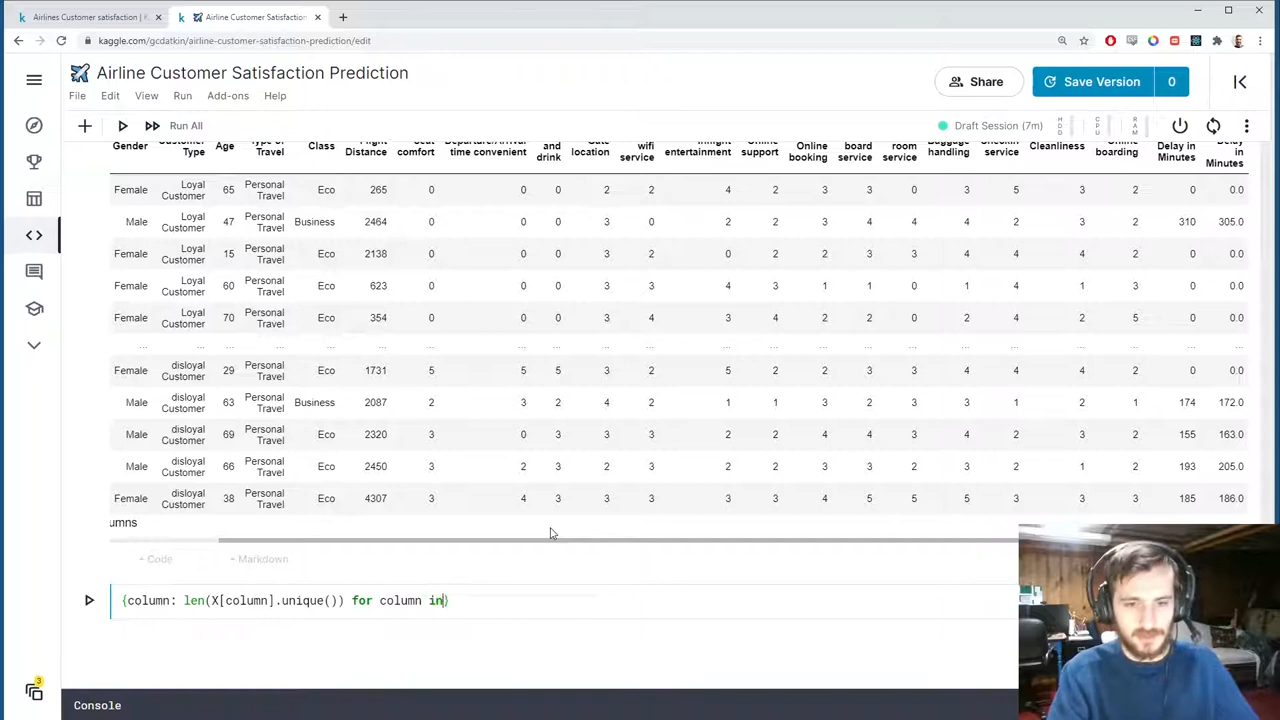 Airlines Customer satisfaction | K
Airline Customer Satisfaction
kaggle.com/gcdatkin/airline-customer-satisfaction-prediction/edit
Airline Customer Satisfaction Prediction
Share
Save Version 0
File Edit View Run Add-ons Help
Run All
Draft Session (7m)
HDD
CPU
RAM
Gender Customer Type Age Type of Travel Class Flight Distance Seat comfort Departure/Arrival time convenient and drink Gate location wifi service Inflight entertainment Online support Online booking board service room service Baggage handling Checkin service Cleanliness Online boarding Delay in Minutes Delay in Minutes
Female Loyal Customer 65 Personal Travel Eco 265 0 0 0 2 2 4 2 3 3 0 3 5 3 2 0 0.0
Male Loyal Customer 47 Personal Travel Business 2464 0 0 0 3 0 2 2 3 4 4 4 2 3 2 310 305.0
Male Loyal Customer 15 Personal Travel Eco 2138 0 0 0 3 2 0 2 2 3 3 4 4 4 2 0 0.0
Female Loyal Customer 60 Personal Travel Eco 623 0 0 0 3 3 4 3 1 1 0 1 4 1 3 0 0.0
Female Loyal Customer 70 Personal Travel Eco 354 0 0 0 3 4 3 4 2 2 0 2 4 2 5 0 0.0
... ... ... ... ... ... ... ... ... ... ... ... ... ... ... ... ... ... ... ... ... ...
Female disloyal Customer 29 Personal Travel Eco 1731 5 5 5 3 2 5 2 2 3 3 4 4 4 2 0 0.0
Male disloyal Customer 63 Personal Travel Business 2087 2 3 2 4 2 1 1 3 2 3 3 1 2 1 174 172.0
Male disloyal Customer 69 Personal Travel Eco 2320 3 0 3 3 3 2 2 4 4 3 4 2 3 2 155 163.0
Male disloyal Customer 66 Personal Travel Eco 2450 3 2 3 2 3 2 2 3 3 2 3 2 1 2 193 205.0
Female disloyal Customer 38 Personal Travel Eco 4307 3 4 3 3 3 3 3 4 5 5 5 3 3 3 185 186.0
umns
+ Code + Markdown
{column: len(X[column].unique()) for column in}
3
Console